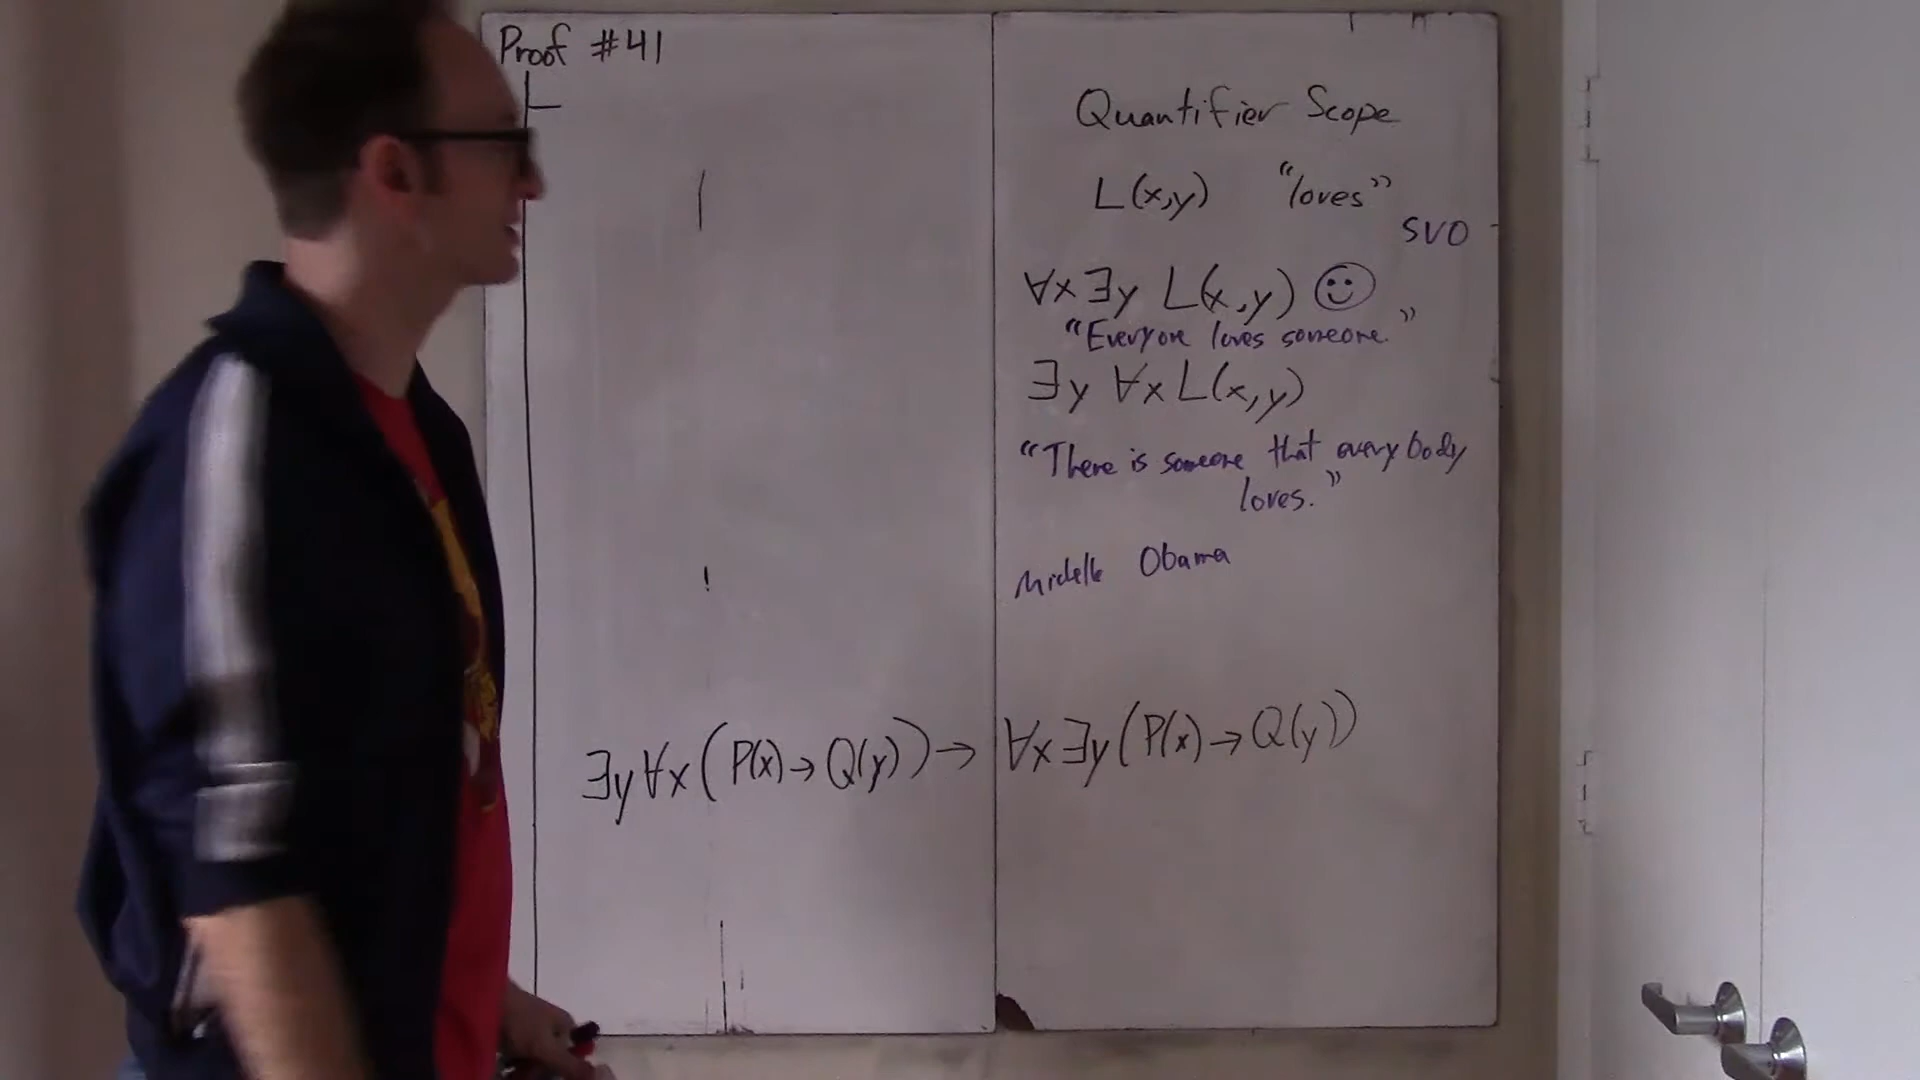 Proof #41
Quantifier Scope
L(x,y) "loves"
SVO
∀x∃y L(x,y) ☺
"Everyone loves someone."
∃y ∀x L(x,y)
"There is someone that everybody
loves."
Michelle Obama
∃y∀x(P(x)→Q(y))→ ∀x∃y(P(x)→Q(y))